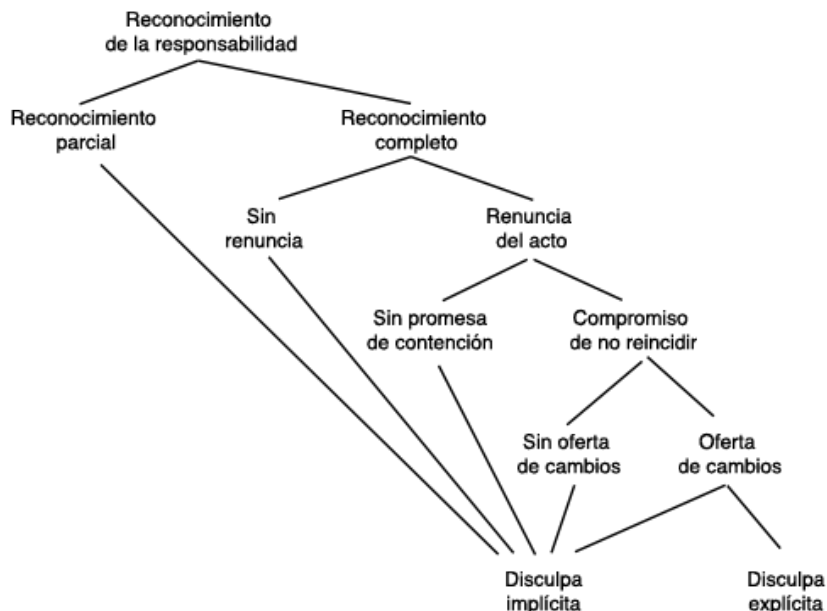 Reconocimiento
de la responsabilidad
Reconocimiento
parcial
Reconocimiento
completo
Sin
renuncia
Renuncia
del acto
Sin promesa
de contención
Compromiso
de no reincidir
Sin oferta
de cambios
Oferta
de cambios
Disculpa
implícita
Disculpa
explícita